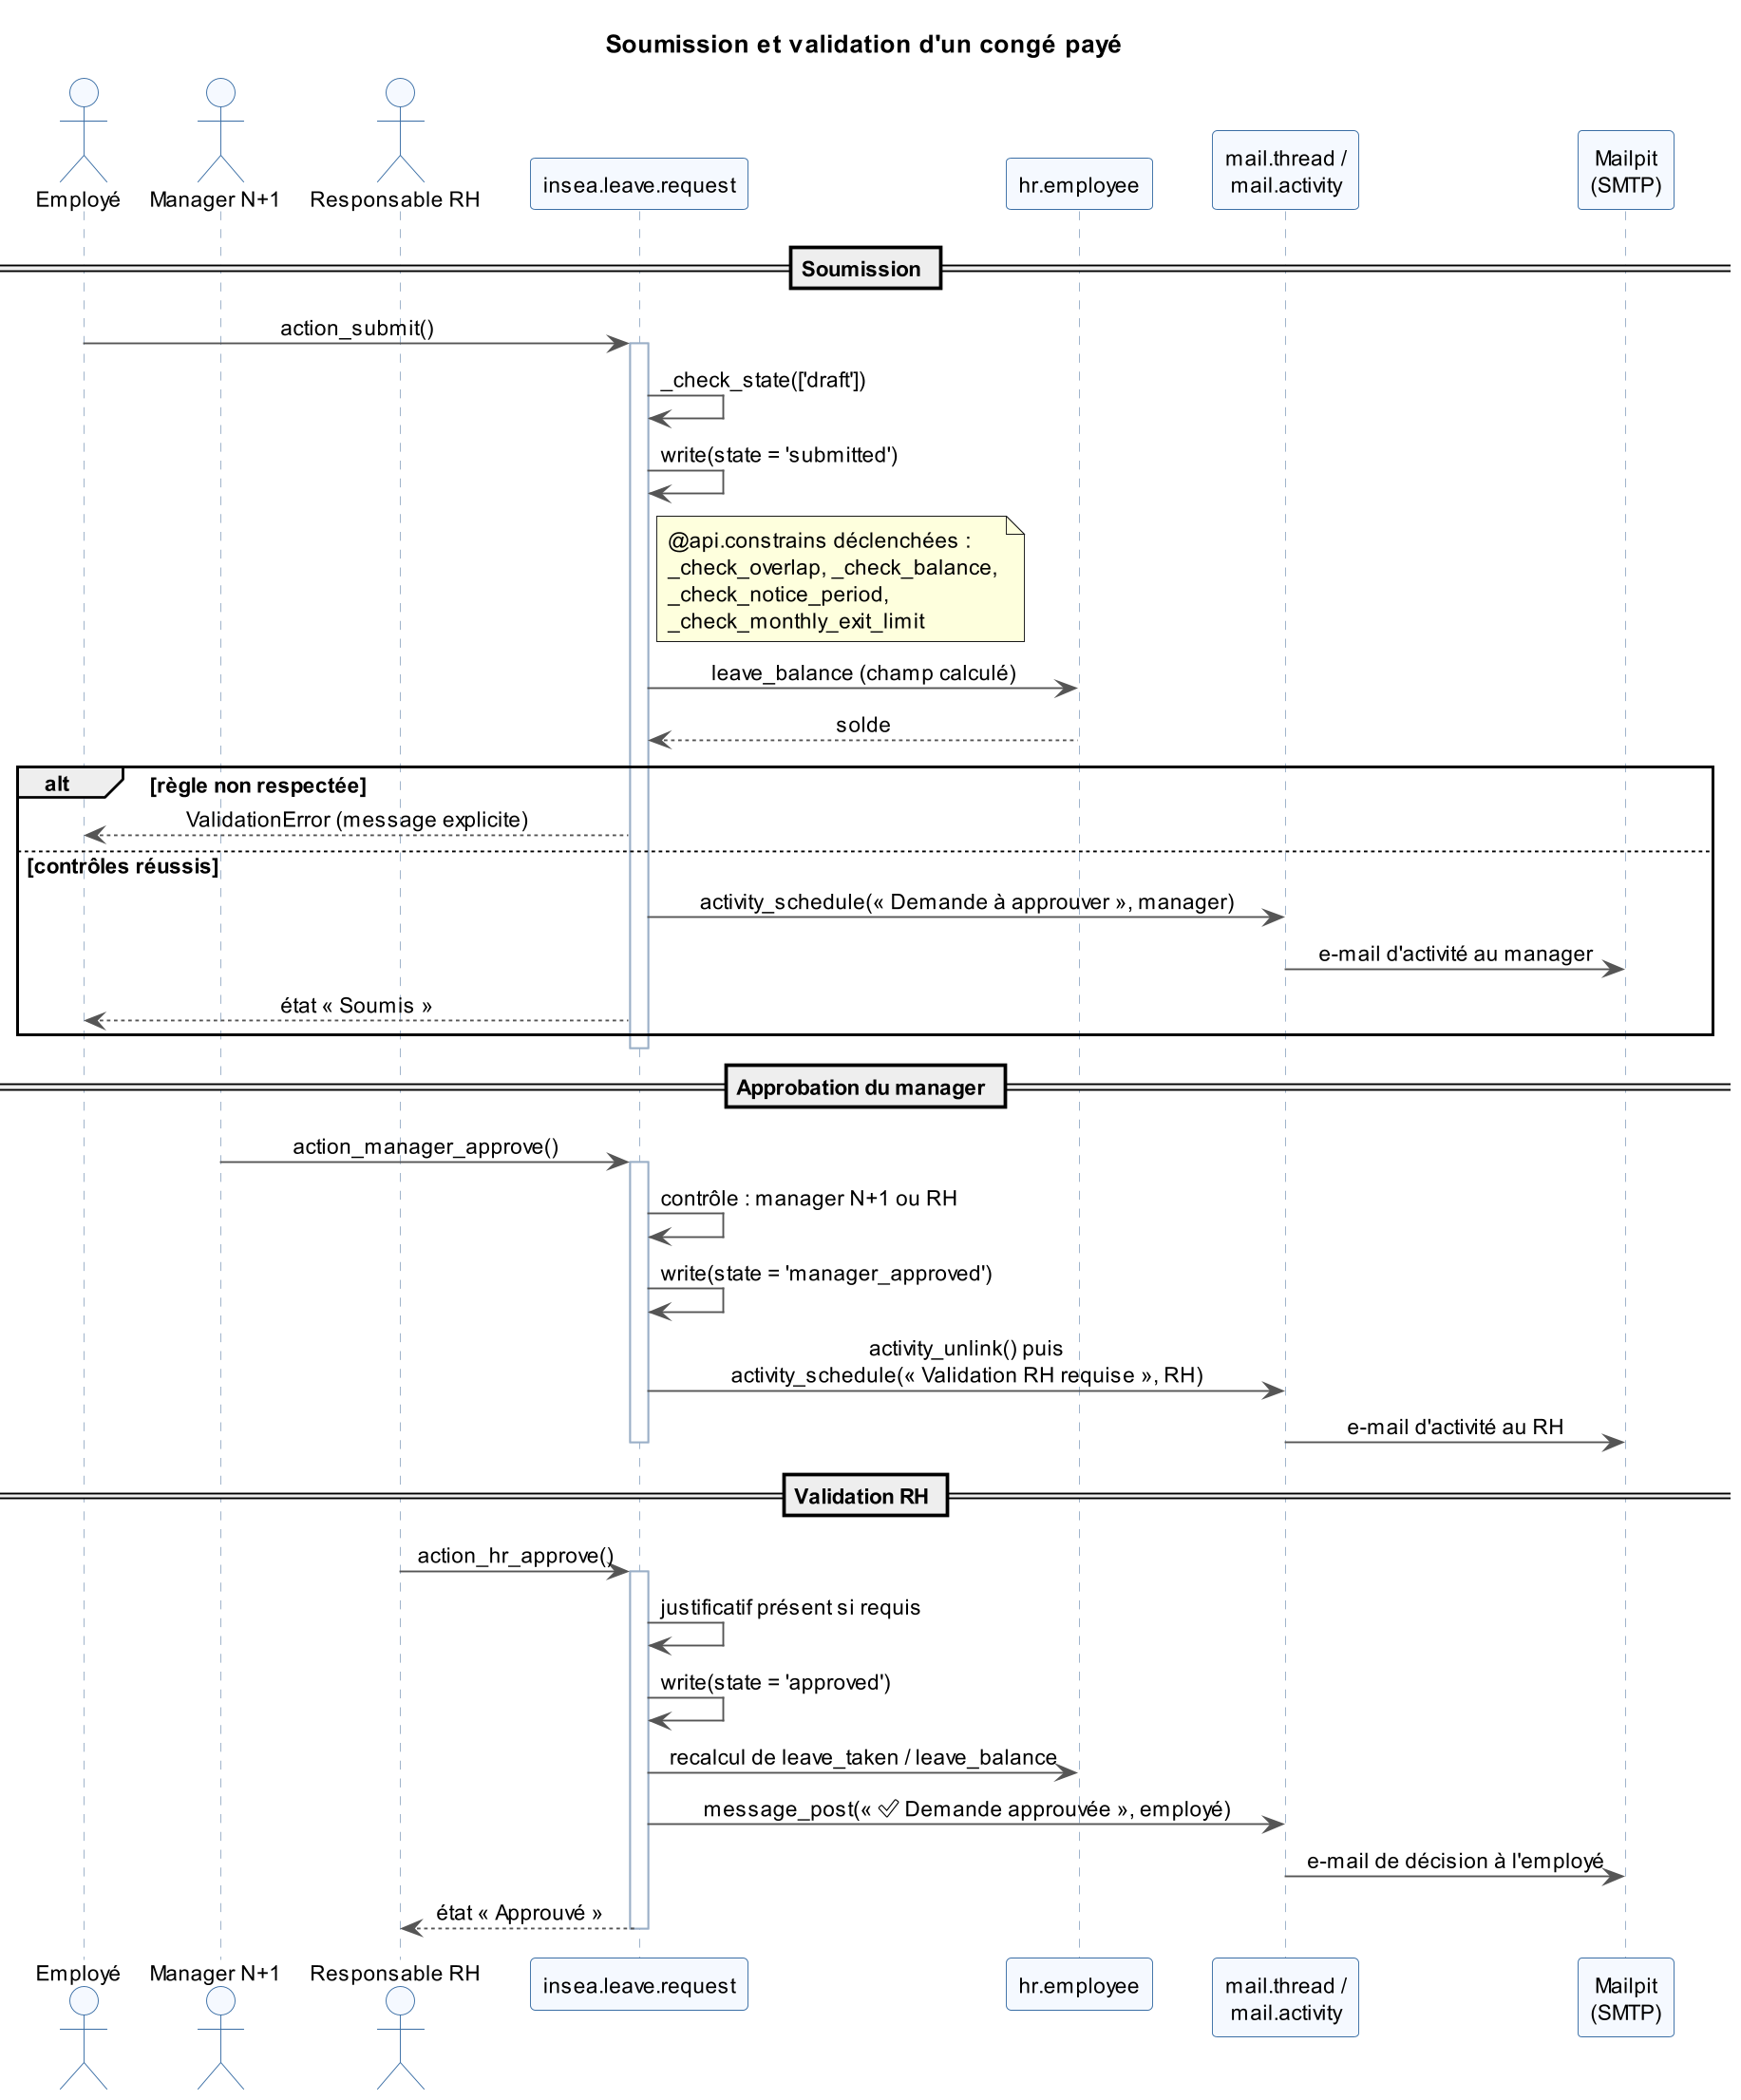 Soumission et validation d'un congé payé
Employé
Manager N+1
Responsable RH
insea.leave.request
hr.employee
mail.thread /
mail.activity
Mailpit
(SMTP)
Soumission
action_submit()
_check_state(['draft'])
write(state = 'submitted')
@api.constrains déclenchées :
_check_overlap, _check_balance,
_check_notice_period,
_check_monthly_exit_limit
leave_balance (champ calculé)
solde
alt [règle non respectée]
ValidationError (message explicite)
[contrôles réussis]
activity_schedule(« Demande à approuver », manager)
e-mail d'activité au manager
état « Soumis »
Approbation du manager
action_manager_approve()
contrôle : manager N+1 ou RH
write(state = 'manager_approved')
activity_unlink() puis
activity_schedule(« Validation RH requise », RH)
e-mail d'activité au RH
Validation RH
action_hr_approve()
justificatif présent si requis
write(state = 'approved')
recalcul de leave_taken / leave_balance
message_post(« ✅ Demande approuvée », employé)
e-mail de décision à l'employé
état « Approuvé »
Employé
Manager N+1
Responsable RH
insea.leave.request
hr.employee
mail.thread /
mail.activity
Mailpit
(SMTP)